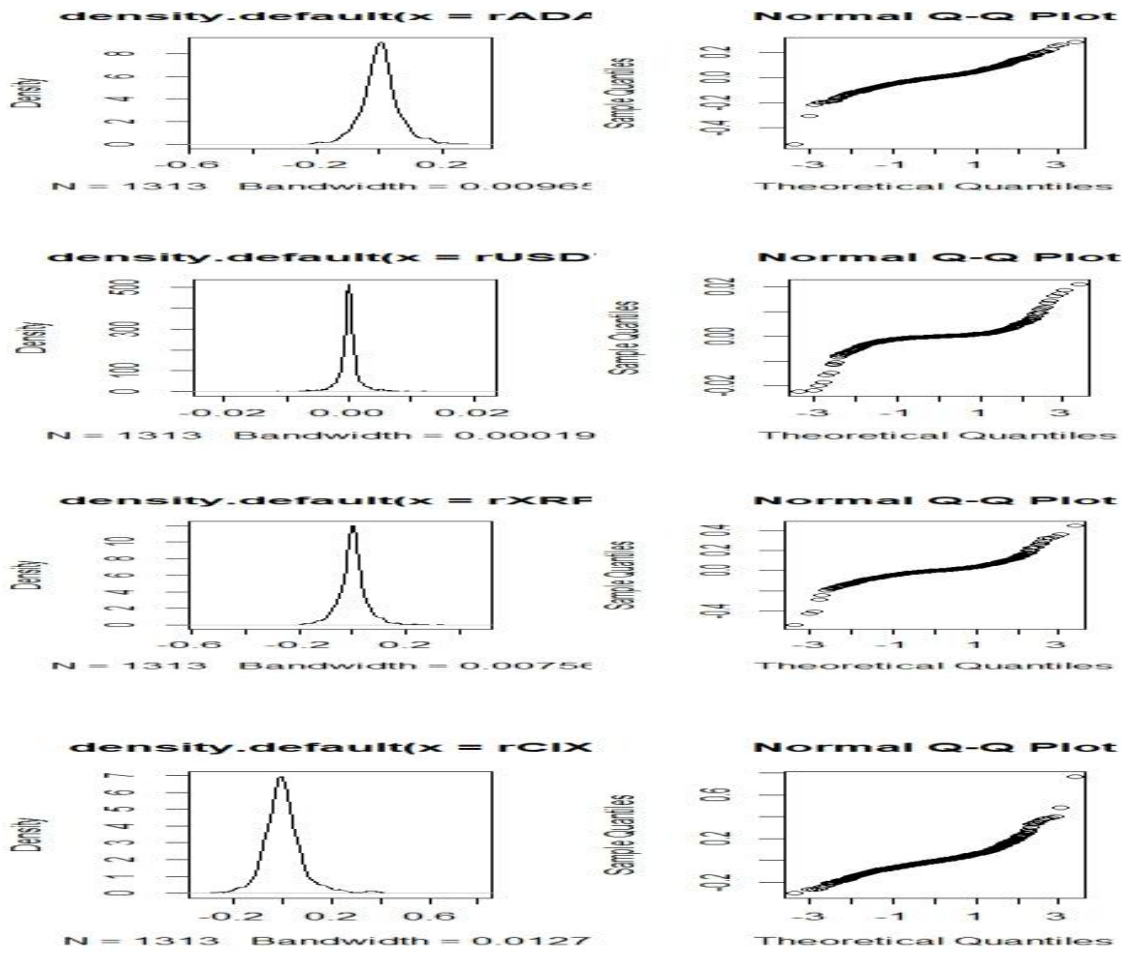 density.default(x = rADA
Normal Q-Q Plot
Density
0 2 4 6 8
-0.6 -0.2 0.2
N = 1313 Bandwidth = 0.00965
Sample Quantiles
-0.4 -0.2 0.0 0.2
-3 -1 1 3
Theoretical Quantiles
density.default(x = rUSD
Normal Q-Q Plot
Density
0 100 300 500
-0.02 0.00 0.02
N = 1313 Bandwidth = 0.00019
Sample Quantiles
-0.02 0.00 0.02
-3 -1 1 3
Theoretical Quantiles
density.default(x = rXRP
Normal Q-Q Plot
Density
0 2 4 6 8 10
-0.6 -0.2 0.2
N = 1313 Bandwidth = 0.00756
Sample Quantiles
-0.4 0.0 0.2 0.4
-3 -1 1 3
Theoretical Quantiles
density.default(x = rCIX
Normal Q-Q Plot
Density
0 1 2 3 4 5 6 7
-0.2 0.2 0.6
N = 1313 Bandwidth = 0.0127
Sample Quantiles
-0.2 0.2 0.6
-3 -1 1 3
Theoretical Quantiles